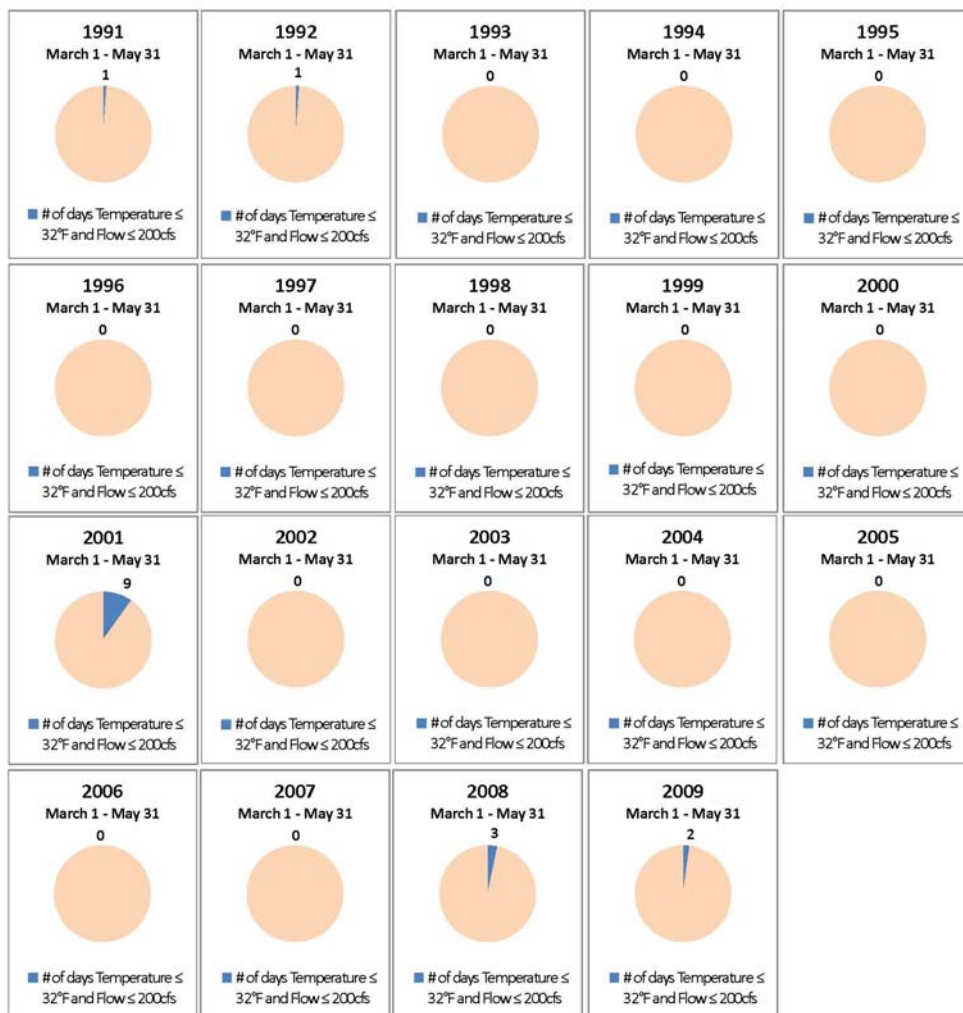 1991
March 1 - May 31
1
# of days Temperature ≤
32°F and Flow ≤ 200cfs
1992
March 1 - May 31
1
# of days Temperature ≤
32°F and Flow ≤ 200cfs
1993
March 1 - May 31
0
# of days Temperature ≤
32°F and Flow ≤ 200cfs
1994
March 1 - May 31
0
# of days Temperature ≤
32°F and Flow ≤ 200cfs
1995
March 1 - May 31
0
# of days Temperature ≤
32°F and Flow ≤ 200cfs
1996
March 1 - May 31
0
# of days Temperature ≤
32°F and Flow ≤ 200cfs
1997
March 1 - May 31
0
# of days Temperature ≤
32°F and Flow ≤ 200cfs
1998
March 1 - May 31
0
# of days Temperature ≤
32°F and Flow ≤ 200cfs
1999
March 1 - May 31
0
# of days Temperature ≤
32°F and Flow ≤ 200cfs
2000
March 1 - May 31
0
# of days Temperature ≤
32°F and Flow ≤ 200cfs
2001
March 1 - May 31
9
# of days Temperature ≤
32°F and Flow ≤ 200cfs
2002
March 1 - May 31
0
# of days Temperature ≤
32°F and Flow ≤ 200cfs
2003
March 1 - May 31
0
# of days Temperature ≤
32°F and Flow ≤ 200cfs
2004
March 1 - May 31
0
# of days Temperature ≤
32°F and Flow ≤ 200cfs
2005
March 1 - May 31
0
# of days Temperature ≤
32°F and Flow ≤ 200cfs
2006
March 1 - May 31
0
# of days Temperature ≤
32°F and Flow ≤ 200cfs
2007
March 1 - May 31
0
# of days Temperature ≤
32°F and Flow ≤ 200cfs
2008
March 1 - May 31
3
# of days Temperature ≤
32°F and Flow ≤ 200cfs
2009
March 1 - May 31
2
# of days Temperature ≤
32°F and Flow ≤ 200cfs